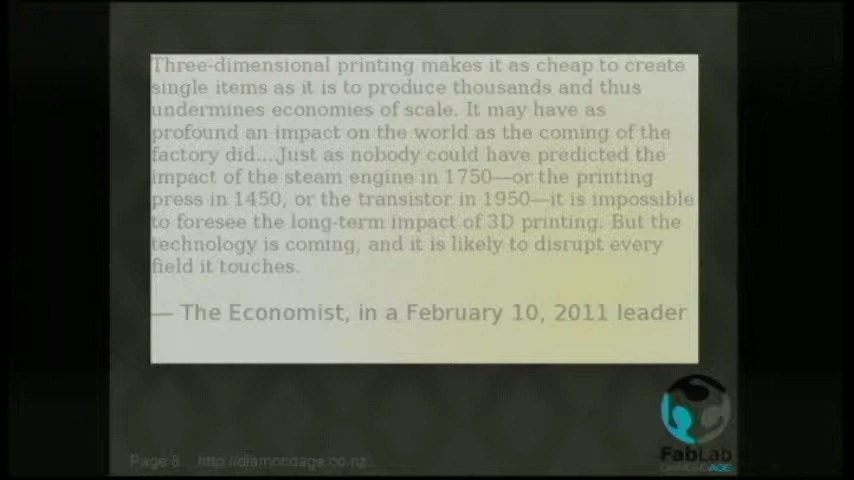 Three-dimensional printing makes it as cheap to create
single items as it is to produce thousands and thus
undermines economies of scale. It may have as
profound an impact on the world as the coming of the
factory did....Just as nobody could have predicted the
impact of the steam engine in 1750—or the printing
press in 1450, or the transistor in 1950—it is impossible
to foresee the long-term impact of 3D printing. But the
technology is coming, and it is likely to disrupt every
field it touches.
— The Economist, in a February 10, 2011 leader
FabLab
Page 8 http://diamondage.co.nz